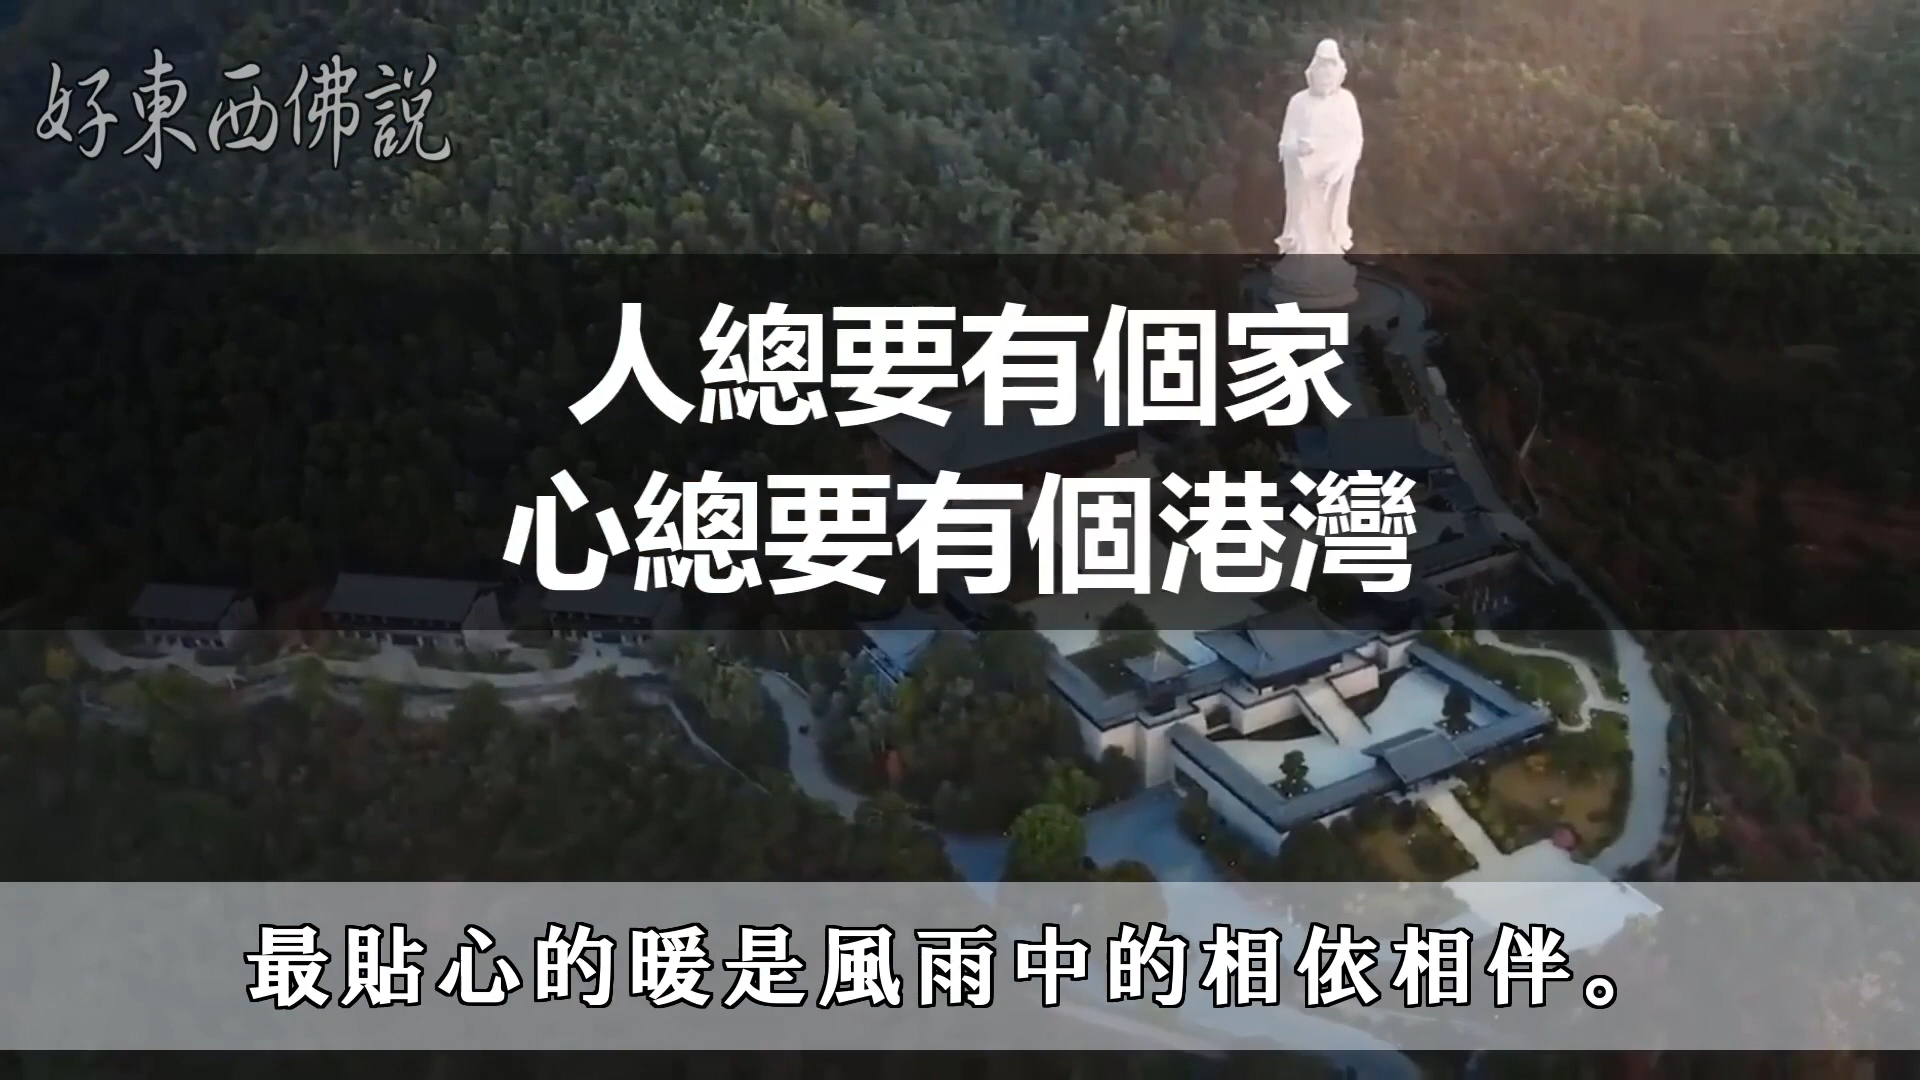 好東西佛説
人總要有個家
心總要有個港灣
最貼心的暖是風雨中的相依相伴。